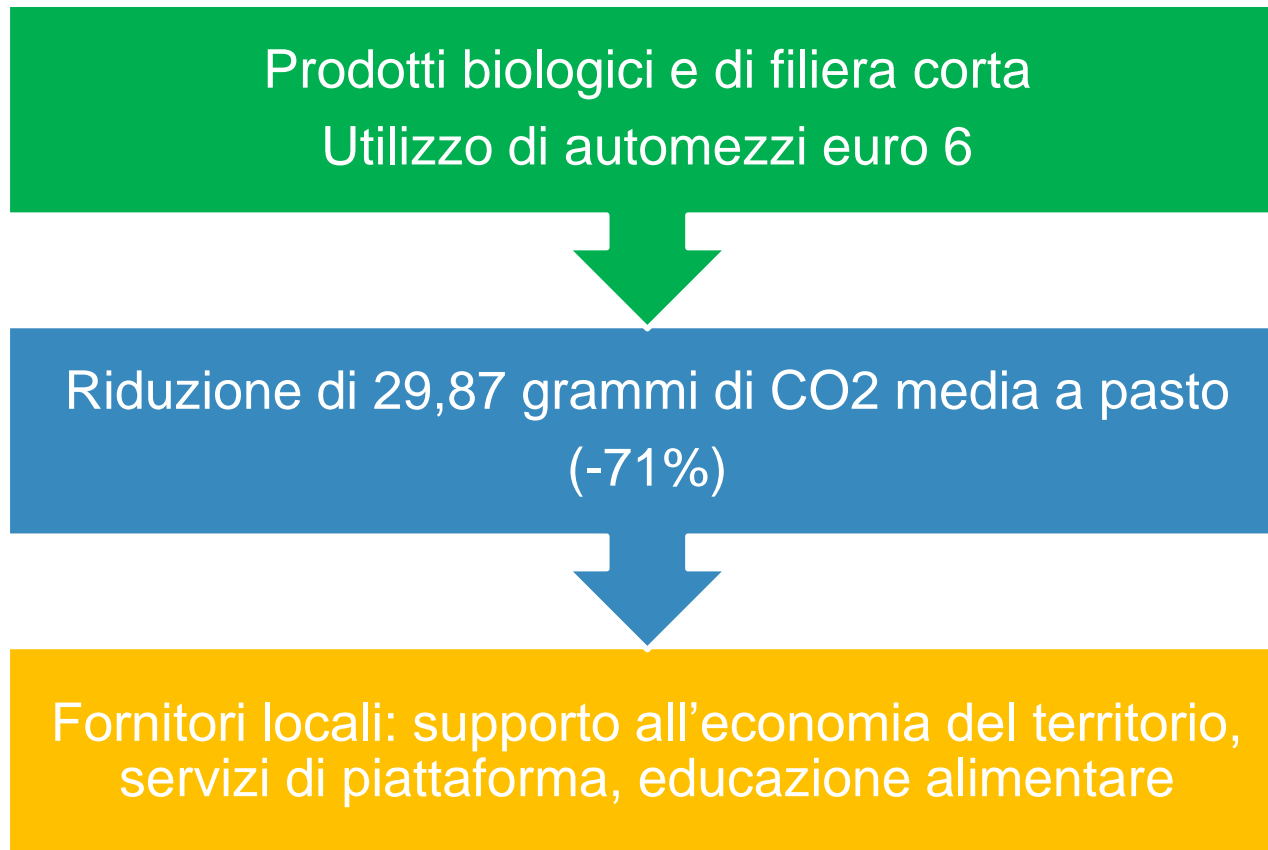 Prodotti biologici e di filiera corta
Utilizzo di automezzi euro 6
Riduzione di 29,87 grammi di CO2 media a pasto
(-71%)
Fornitori locali: supporto all’economia del territorio,
servizi di piattaforma, educazione alimentare